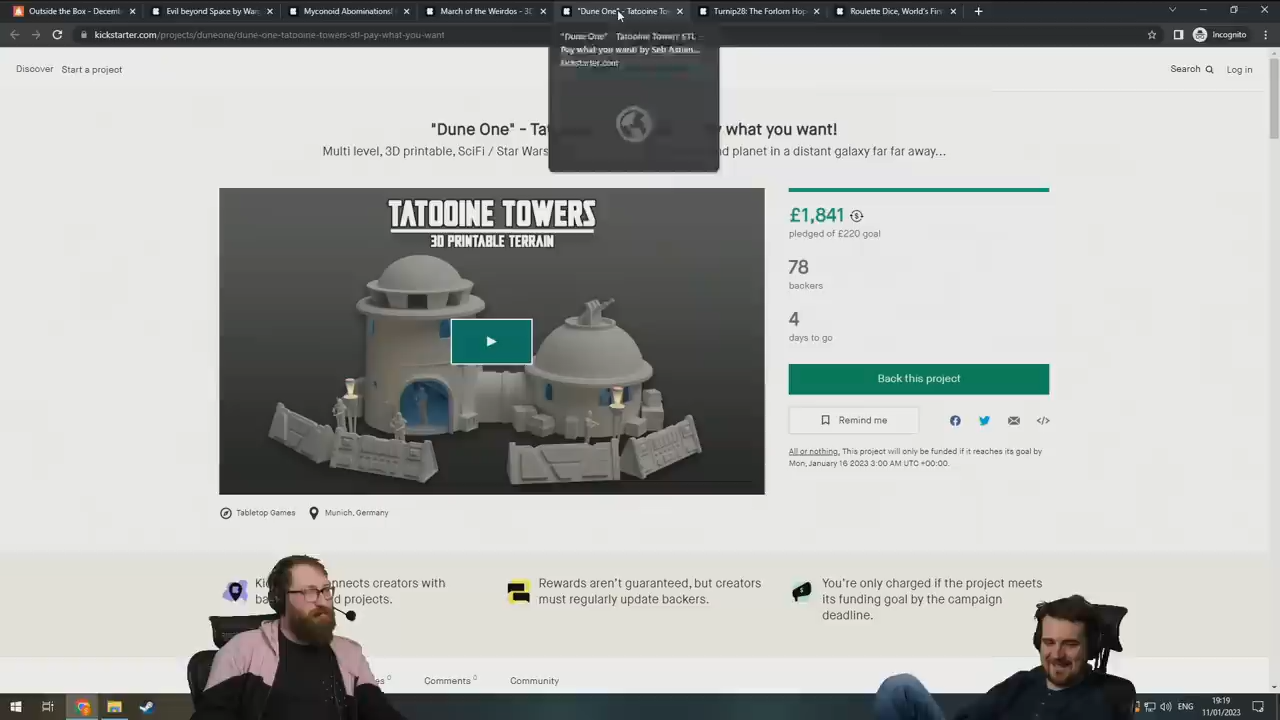 Outside the Box - Decemb
Evil beyond Space by War
Myconoid Abominations!
March of the Weirdos - 3D
"Dune One" - Tatooine To
Turnip28: The Forlorn Hop
Roulette Dice, World's Fir
kickstarter.com/projects/duneone/dune-one-tatooine-towers-stl-pay-what-you-want
Incognito
"Dune One" - Tatooine Towers STL -
Pay what you want! by Seb
kickstarter.com
Discover Start a project
Search Log in
"Dune One" - Ta y what you want!
Multi level, 3D printable, SciFi / Star Wars nd planet in a distant galaxy far far away...
TATOOINE TOWERS
3D PRINTABLE TERRAIN
£1,841
pledged of £220 goal
78
backers
4
days to go
Back this project
Remind me
All or nothing. This project will only be funded if it reaches its goal by
Mon, January 16 2023 3:00 AM UTC +00:00.
Tabletop Games Munich, Germany
Kic nnects creators with
bac d projects.
Rewards aren't guaranteed, but creators
must regularly update backers.
You're only charged if the project meets
its funding goal by the campaign
deadline.
es 0 Comments 0 Community
ENG
19:19
11/01/2023